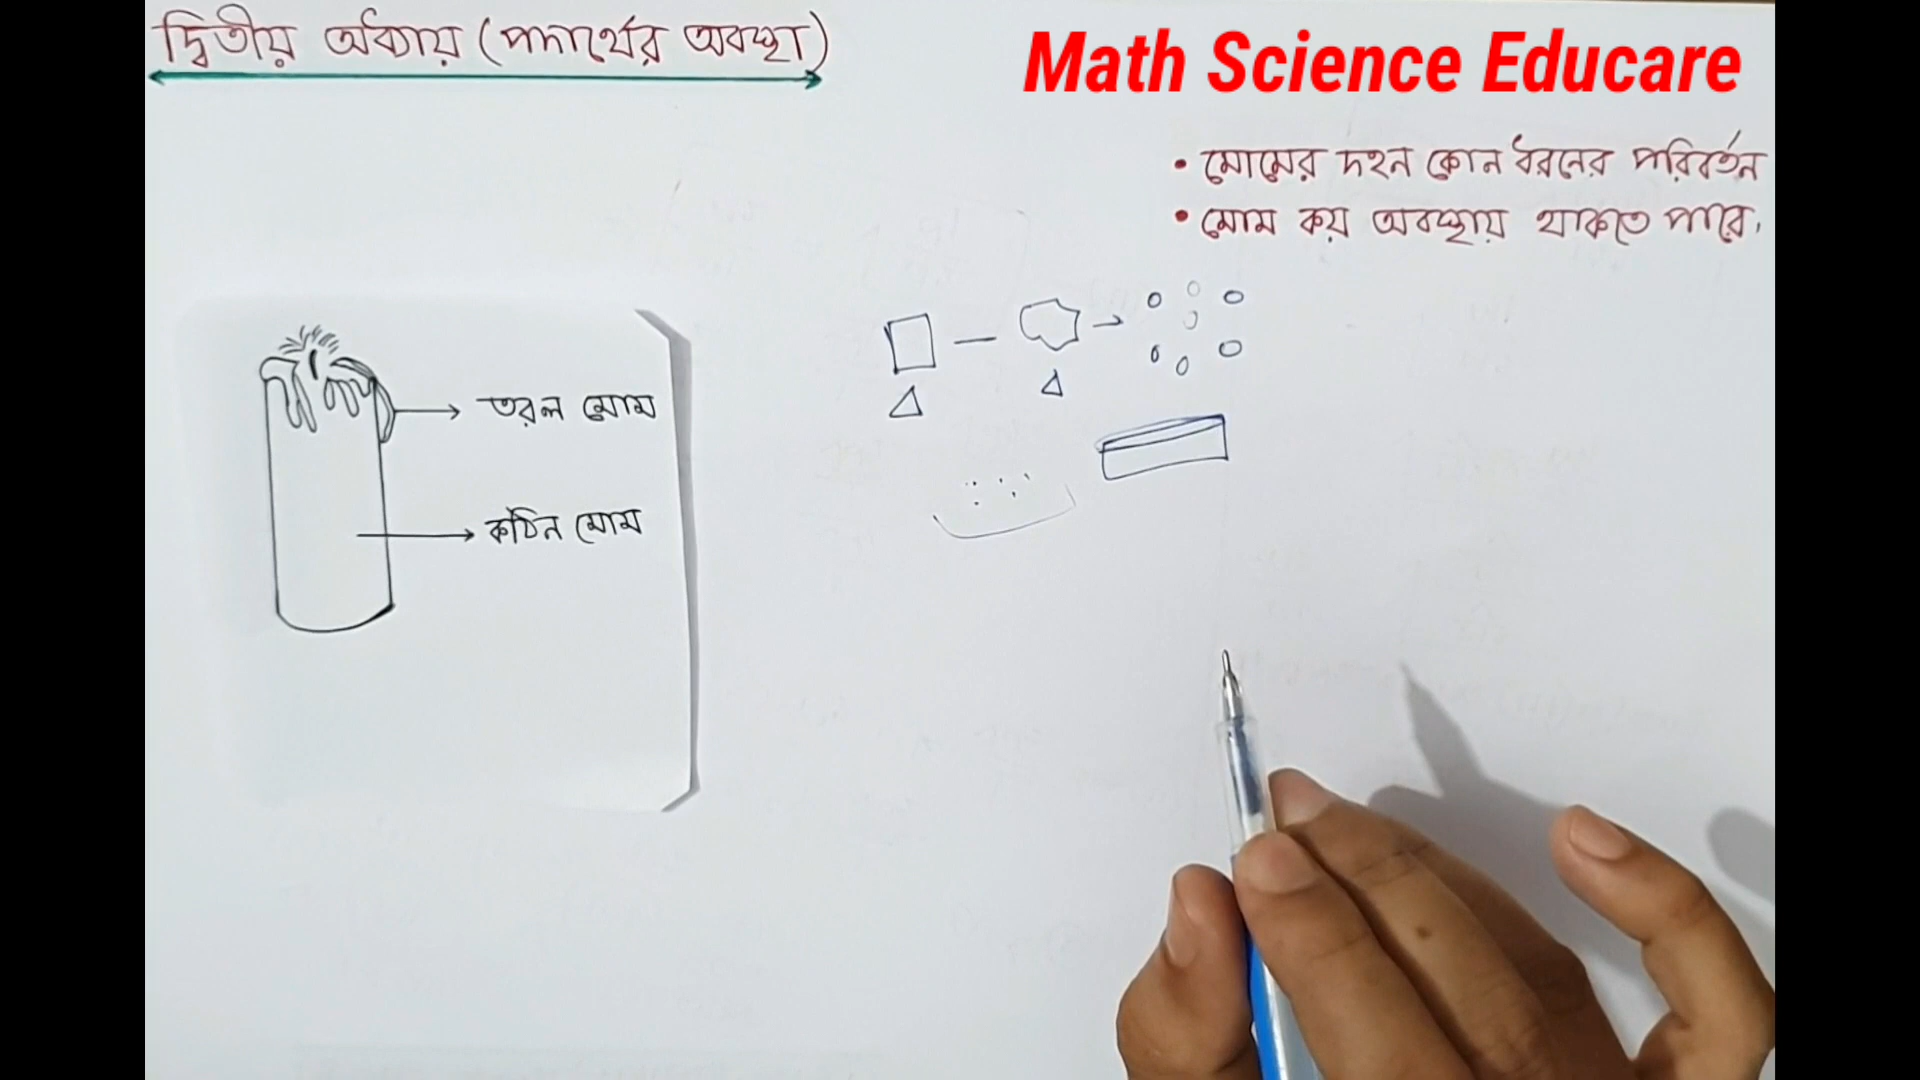 দ্বিতীয় অধ্যায় (পদার্থের অবস্থা)
Math Science Educare
• মোমের দহন কোন ধরনের পরিবর্তন
• মোম কয় অবস্থায় থাকতে পারে।
তরল মোম
কঠিন মোম